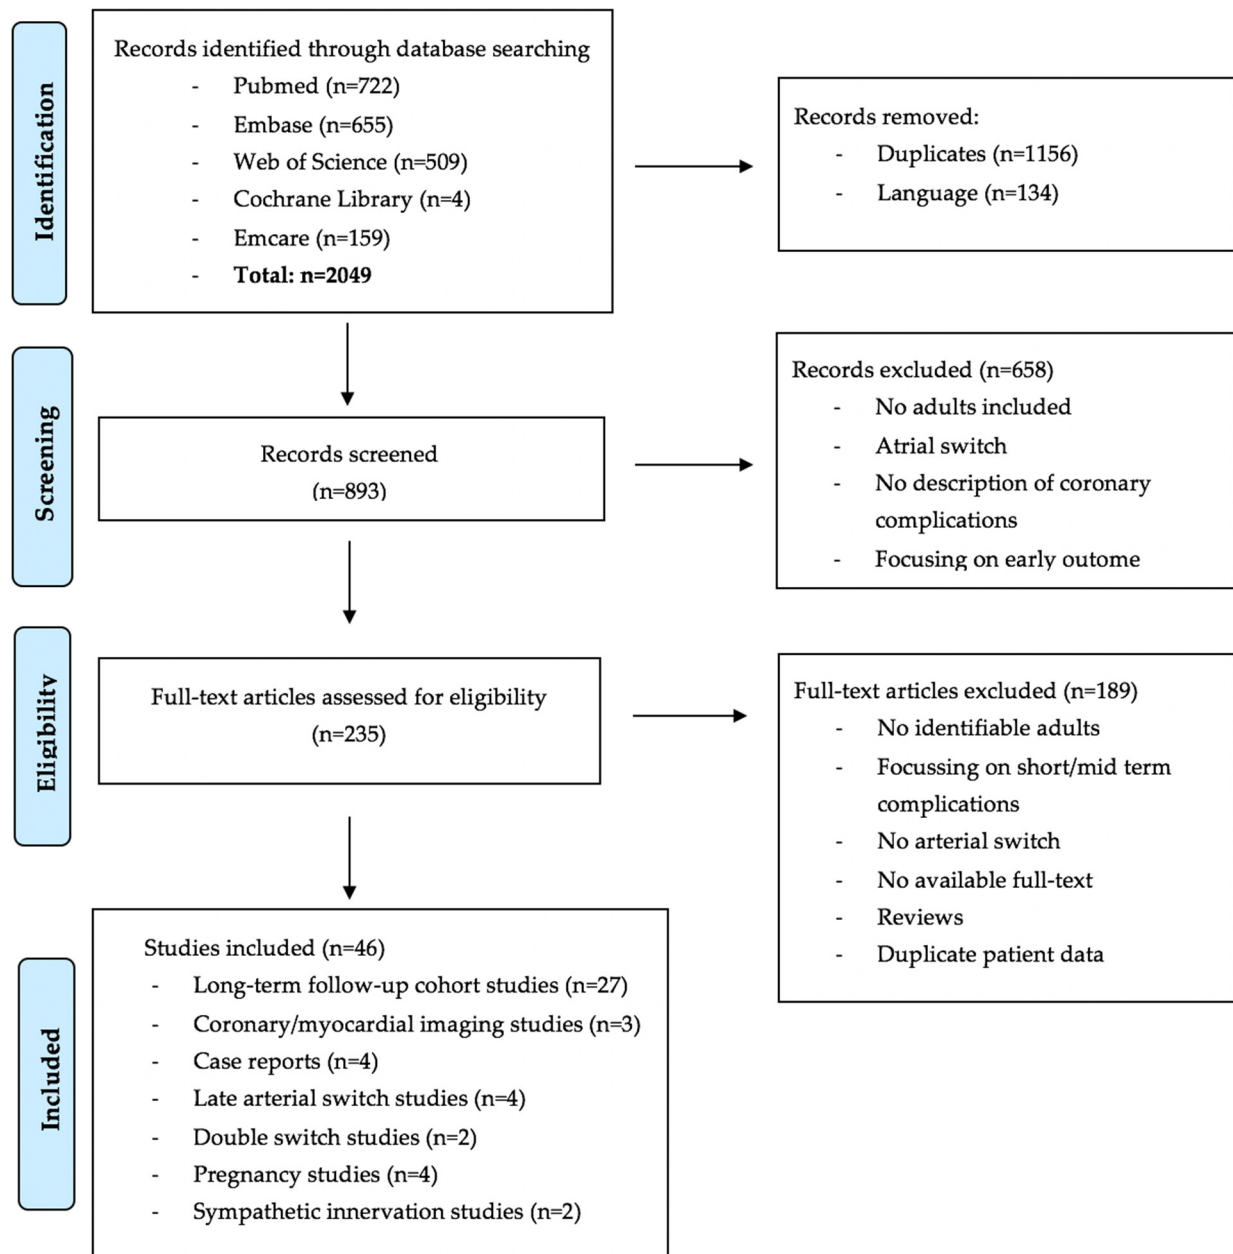 Identification
Records identified through database searching
- Pubmed (n=722)
- Embase (n=655)
- Web of Science (n=509)
- Cochrane Library (n=4)
- Emcare (n=159)
- Total: n=2049
Records removed:
- Duplicates (n=1156)
- Language (n=134)
Screening
Records screened
(n=893)
Records excluded (n=658)
- No adults included
- Atrial switch
- No description of coronary
complications
- Focusing on early outome
Eligibility
Full-text articles assessed for eligibility
(n=235)
Full-text articles excluded (n=189)
- No identifiable adults
- Focussing on short/mid term
complications
- No arterial switch
- No available full-text
- Reviews
- Duplicate patient data
Included
Studies included (n=46)
- Long-term follow-up cohort studies (n=27)
- Coronary/myocardial imaging studies (n=3)
- Case reports (n=4)
- Late arterial switch studies (n=4)
- Double switch studies (n=2)
- Pregnancy studies (n=4)
- Sympathetic innervation studies (n=2)